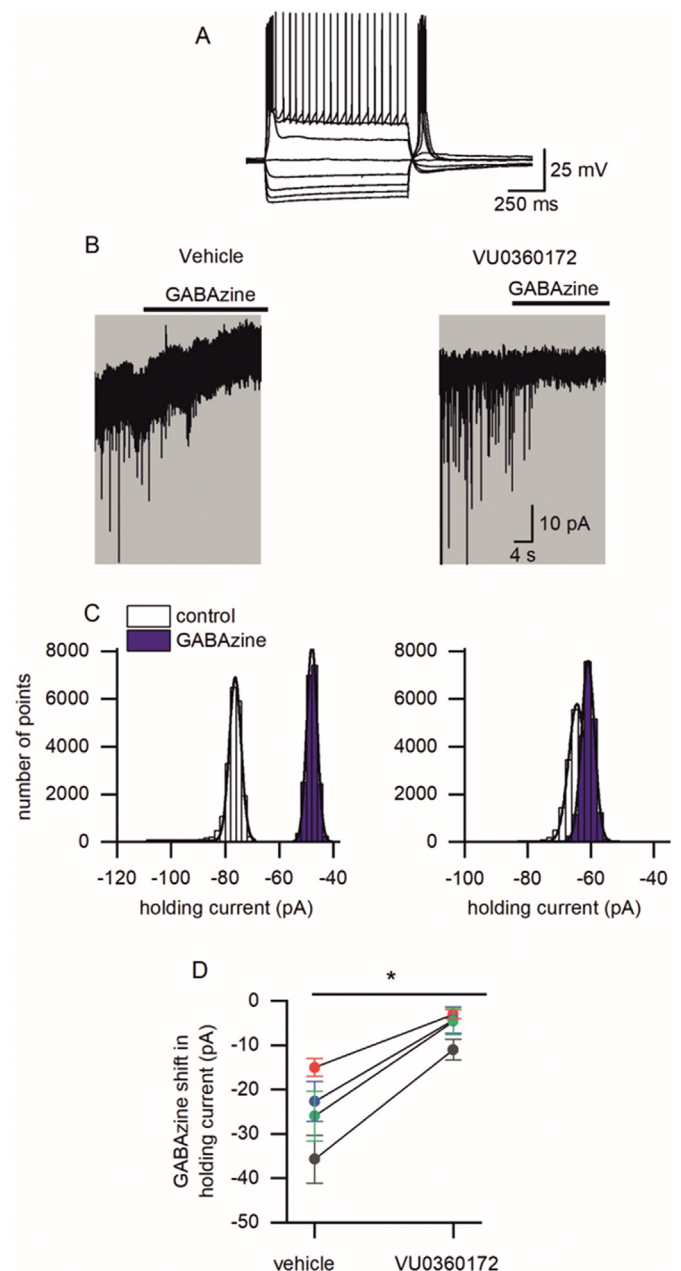 A
25 mV
250 ms
B
Vehicle
GABAzine
VU0360172
GABAzine
10 pA
4 s
C
control
GABAzine
number of points
8000
6000
4000
2000
0
-120 -100 -80 -60 -40
holding current (pA)
8000
6000
4000
2000
0
-100 -80 -60 -40
holding current (pA)
D
*
GABAzine shift in
holding current (pA)
0
-10
-20
-30
-40
-50
vehicle VU0360172